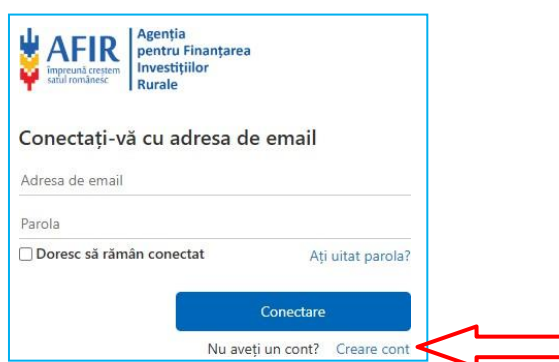 AFIR
împreună creștem
satul românesc
Agenția
pentru Finanțarea
Investițiilor
Rurale
Conectați-vă cu adresa de email
Adresa de email
Parola
Doresc să rămân conectat
Ați uitat parola?
Conectare
Nu aveți un cont? Creare cont